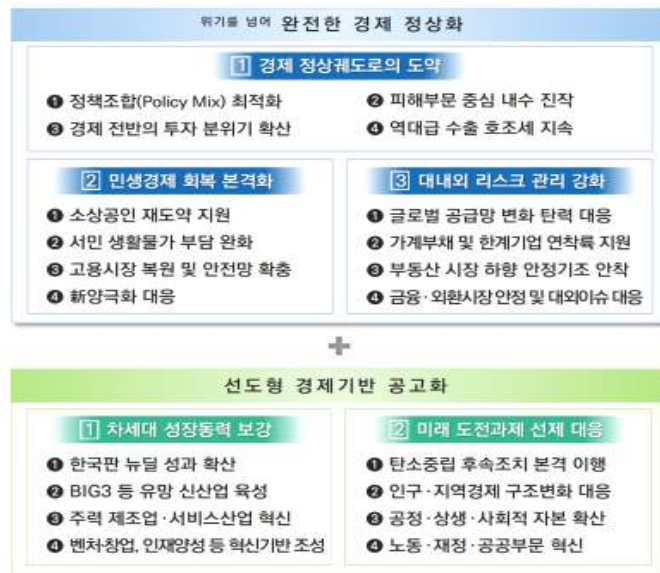 위기를 넘어 완전한 경제 정상화
1 경제 정상궤도로의 도약
❶ 정책조합(Policy Mix) 최적화
❷ 피해부문 중심 내수 진작
❸ 경제 전반의 투자 분위기 확산
❹ 역대급 수출 호조세 지속
2 민생경제 회복 본격화
❶ 소상공인 재도약 지원
❷ 서민 생활물가 부담 완화
❸ 고용시장 복원 및 안전망 확충
❹ 新양극화 대응
3 대내외 리스크 관리 강화
❶ 글로벌 공급망 변화 탄력 대응
❷ 가계부채 및 한계기업 연착륙 지원
❸ 부동산 시장 하향 안정기조 안착
❹ 금융·외환시장 안정 및 대외이슈 대응
+
선도형 경제기반 공고화
1 차세대 성장동력 보강
❶ 한국판 뉴딜 성과 확산
❷ BIG3 등 유망 신산업 육성
❸ 주력 제조업·서비스산업 혁신
❹ 벤처·창업, 인재양성 등 혁신기반 조성
2 미래 도전과제 선제 대응
❶ 탄소중립 후속조치 본격 이행
❷ 인구·지역경제 구조변화 대응
❸ 공정·상생·사회적 자본 확산
❹ 노동·재정·공공부문 혁신